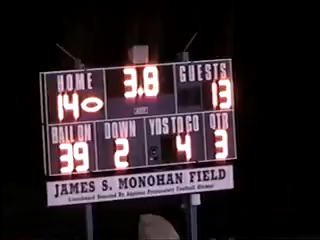 HOME 3.8 GUESTS
14 13
BALL ON DOWN YDS TO GO QTR
39 2 4 3
JAMES S. MONOHAN FIELD